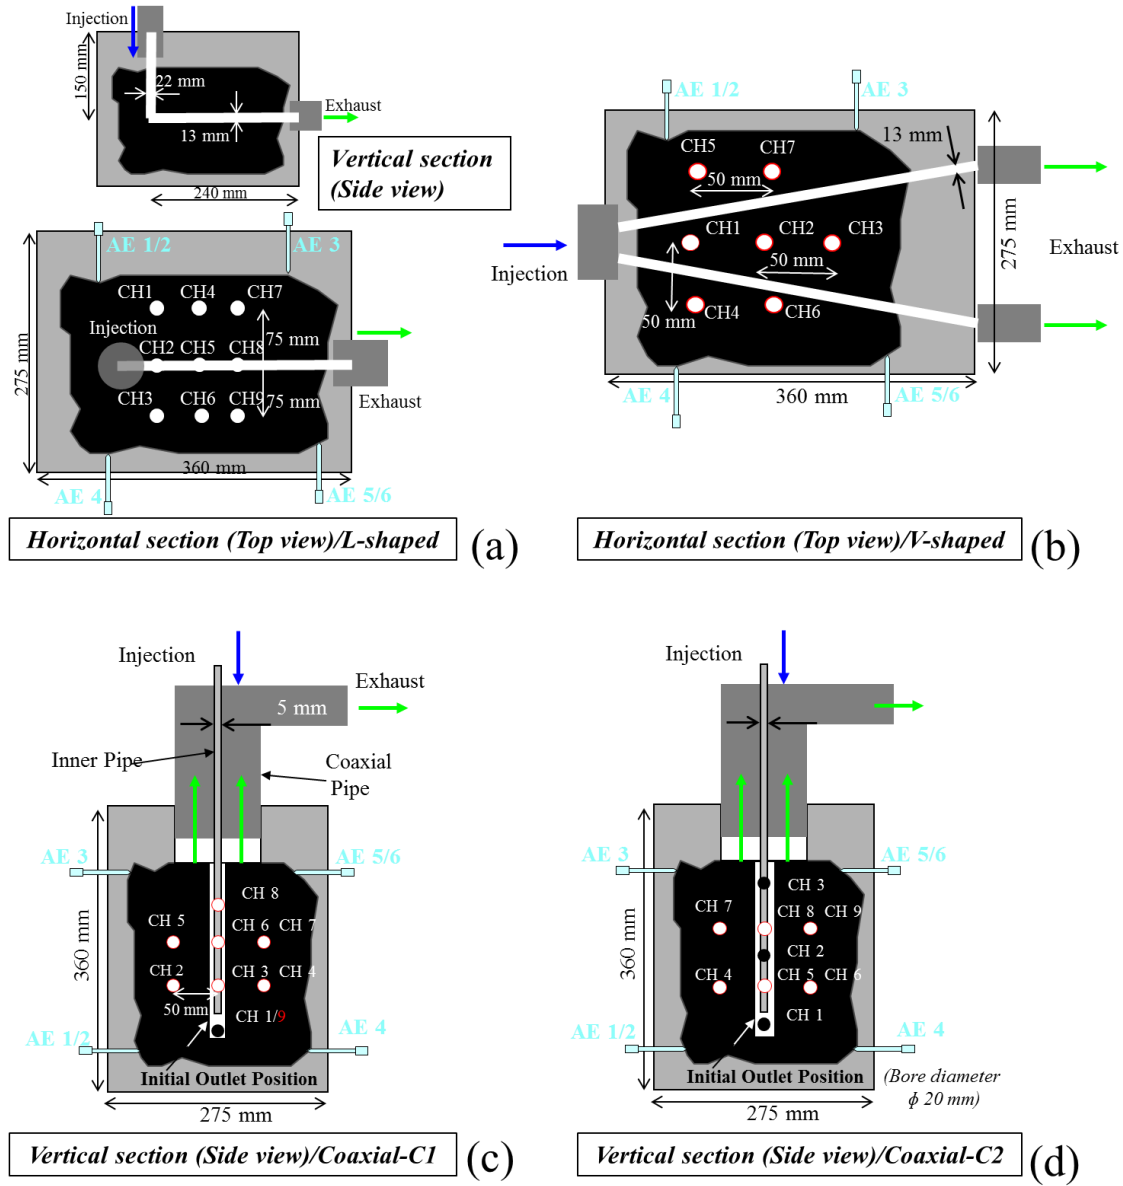 Injection
150 mm
22 mm
13 mm
Exhaust
240 mm
Vertical section
(Side view)
AE 1/2
AE 3
CH1
CH4
CH7
Injection
75 mm
CH2
CH5
CH8
CH3
CH6
CH9
75 mm
275 mm
Exhaust
360 mm
AE 4
AE 5/6
Horizontal section (Top view)/L-shaped
(a)
AE 1/2
AE 3
13 mm
CH5
CH7
50 mm
CH1
CH2
CH3
Injection
50 mm
50 mm
CH4
CH6
275 mm
Exhaust
AE 4
360 mm
AE 5/6
Horizontal section (Top view)/V-shaped
(b)
Injection
Exhaust
5 mm
Inner Pipe
Coaxial
Pipe
AE 3
AE 5/6
CH 8
CH 5
CH 6
CH 7
CH 2
CH 3
CH 4
50 mm
CH 1/9
360 mm
AE 1/2
AE 4
Initial Outlet Position
275 mm
Vertical section (Side view)/Coaxial-C1
(c)
Injection
AE 3
AE 5/6
CH 3
CH 7
CH 8
CH 9
CH 2
CH 4
CH 5
CH 6
CH 1
360 mm
AE 1/2
AE 4
Initial Outlet Position
(Bore diameter
ϕ 20 mm)
275 mm
Vertical section (Side view)/Coaxial-C2
(d)